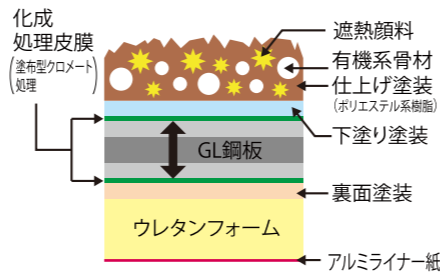 化成
処理皮膜
(塗布型クロメート
処理)
遮熱顔料
有機系骨材
仕上げ塗装
(ポリエステル系樹脂)
下塗り塗装
GL鋼板
裏面塗装
ウレタンフォーム
アルミライナー紙